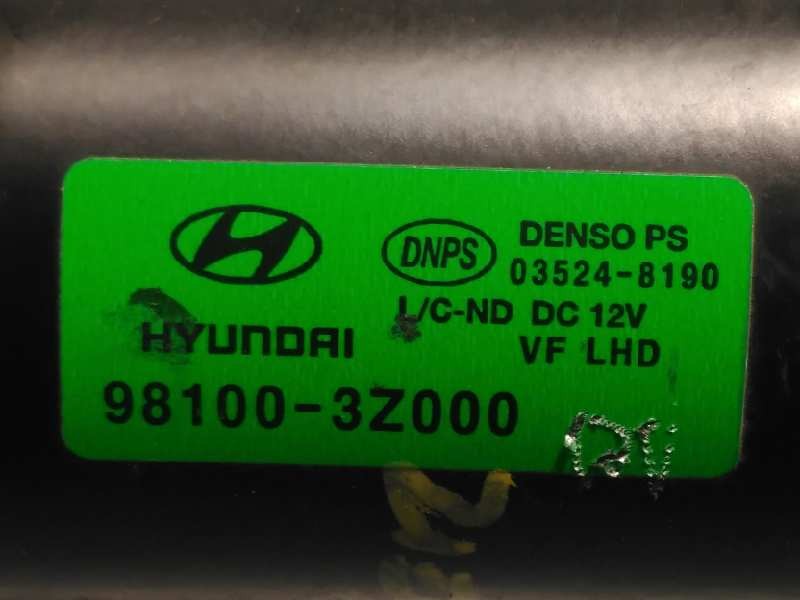 DNPS
DENSO PS
03524-8190
L/C-ND DC 12V
HYUNDAI
VF LHD
98100-3Z000